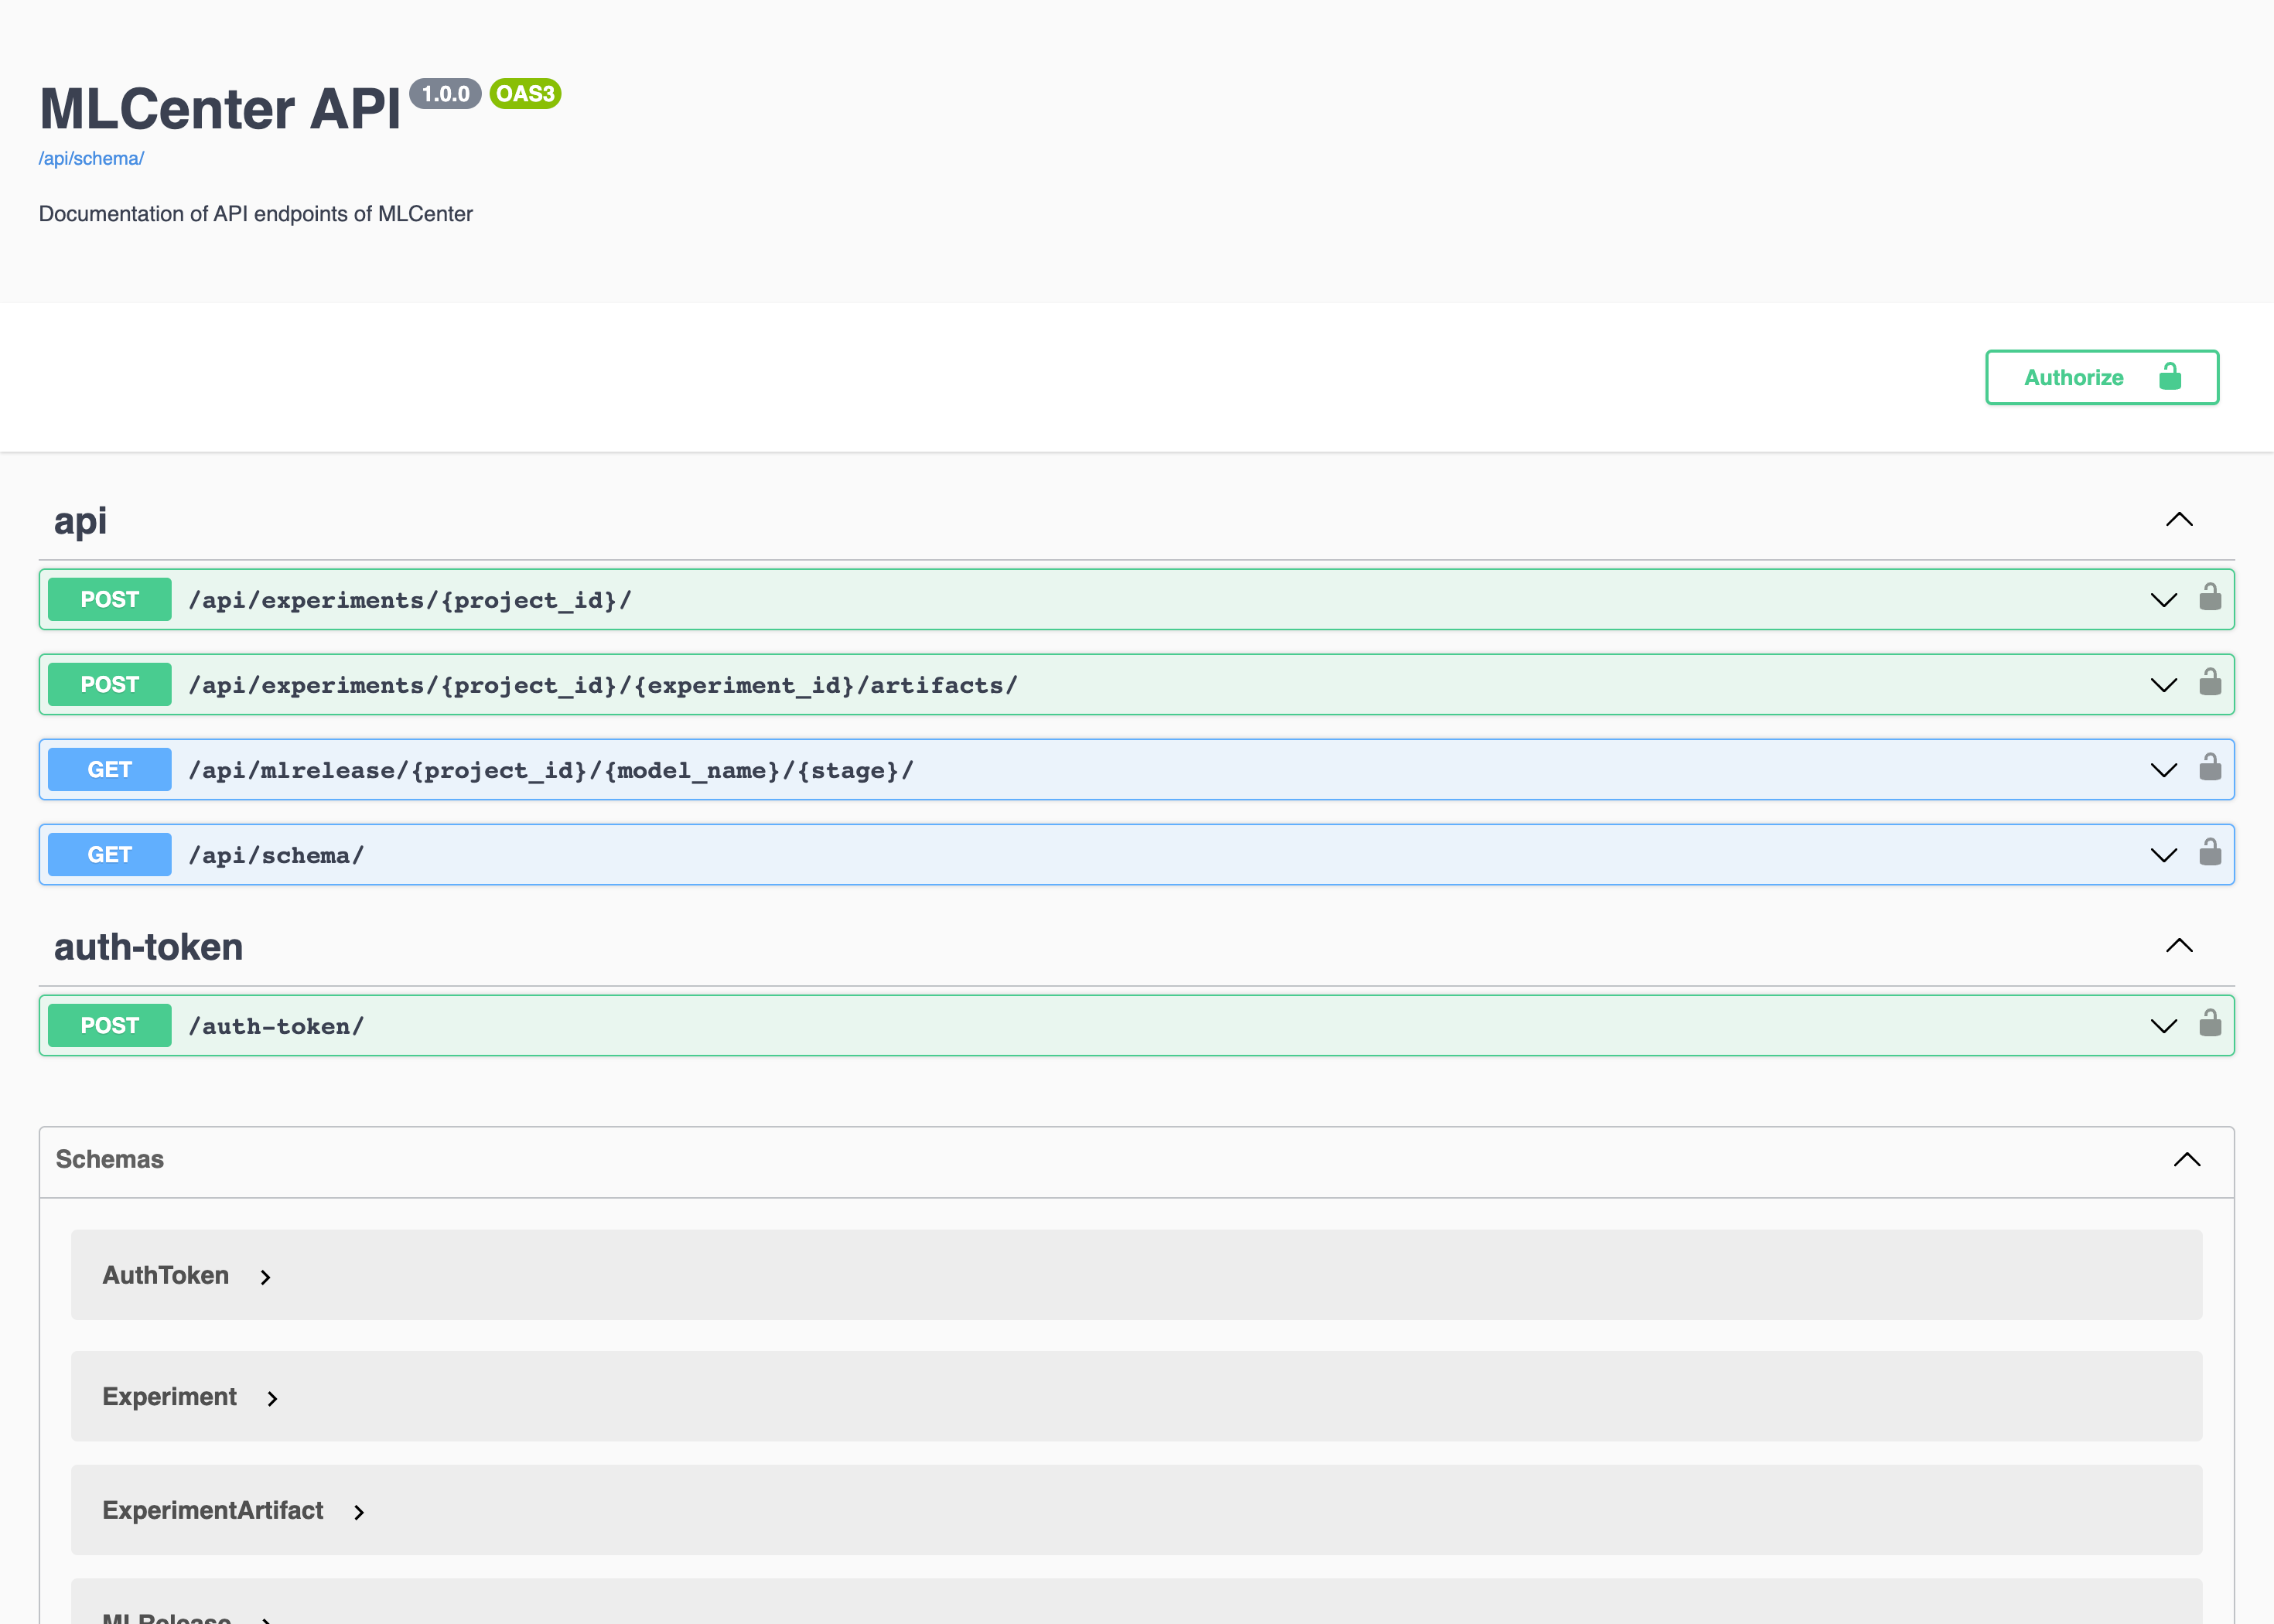 MLCenter API 1.0.0 OAS3
/api/schema/
Documentation of API endpoints of MLCenter
Authorize
api
POST /api/experiments/{project_id}/
POST /api/experiments/{project_id}/{experiment_id}/artifacts/
GET /api/mlrelease/{project_id}/{model_name}/{stage}/
GET /api/schema/
auth-token
POST /auth-token/
Schemas
AuthToken
Experiment
ExperimentArtifact
MLRelease